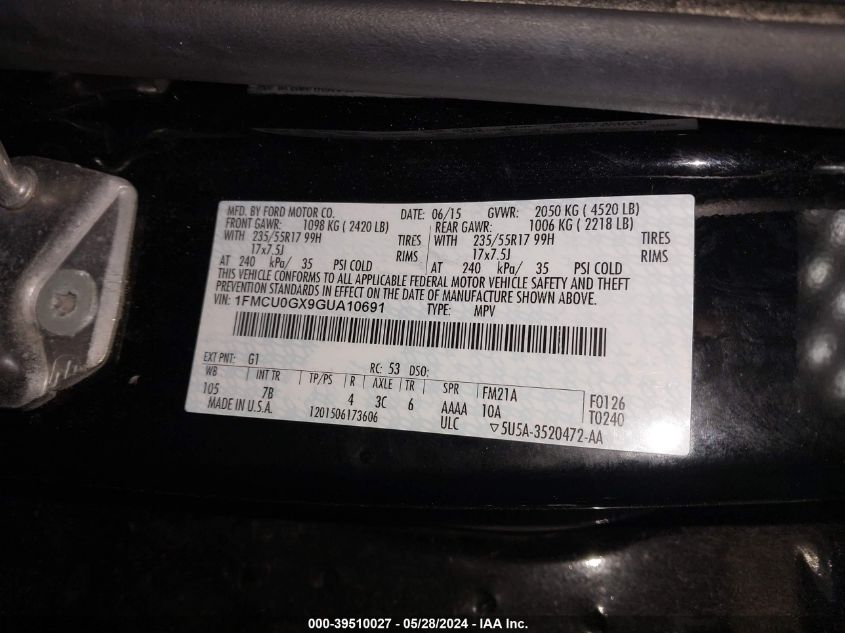 MFD. BY FORD MOTOR CO. DATE: 06/15 GVWR: 2050 KG ( 4520 LB)
FRONT GAWR: 1098 KG ( 2420 LB) REAR GAWR: 1006 KG ( 2218 LB)
WITH 235/55R17 99H TIRES WITH 235/55R17 99H TIRES
17x7.5J RIMS 17x7.5J RIMS
AT 240 kPa/ 35 PSI COLD AT 240 kPa/ 35 PSI COLD
THIS VEHICLE CONFORMS TO ALL APPLICABLE FEDERAL MOTOR VEHICLE SAFETY AND THEFT
PREVENTION STANDARDS IN EFFECT ON THE DATE OF MANUFACTURE SHOWN ABOVE.
VIN: 1FMCU0GX9GUA10691 TYPE: MPV
EXT PNT: G1 RC: 53 DSO:
WB INT TR TP/PS R AXLE TR SPR FM21A F0126
105 7B 4 3C 6 AAAA 10A T0240
MADE IN U.S.A. 1201506173606 ULC ▽5U5A-3520472-AA
000-39510027 - 05/28/2024 - IAA Inc.